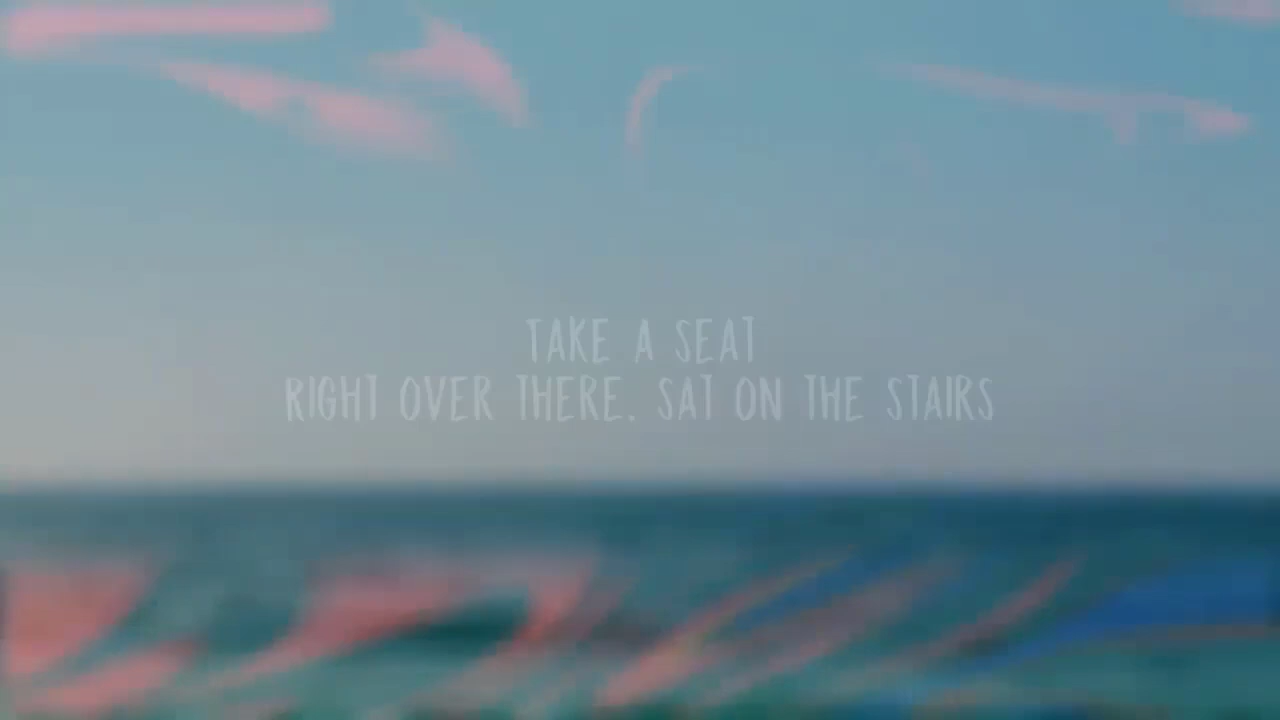 TAKE A SEAT
RIGHT OVER THERE, SAT ON THE STAIRS